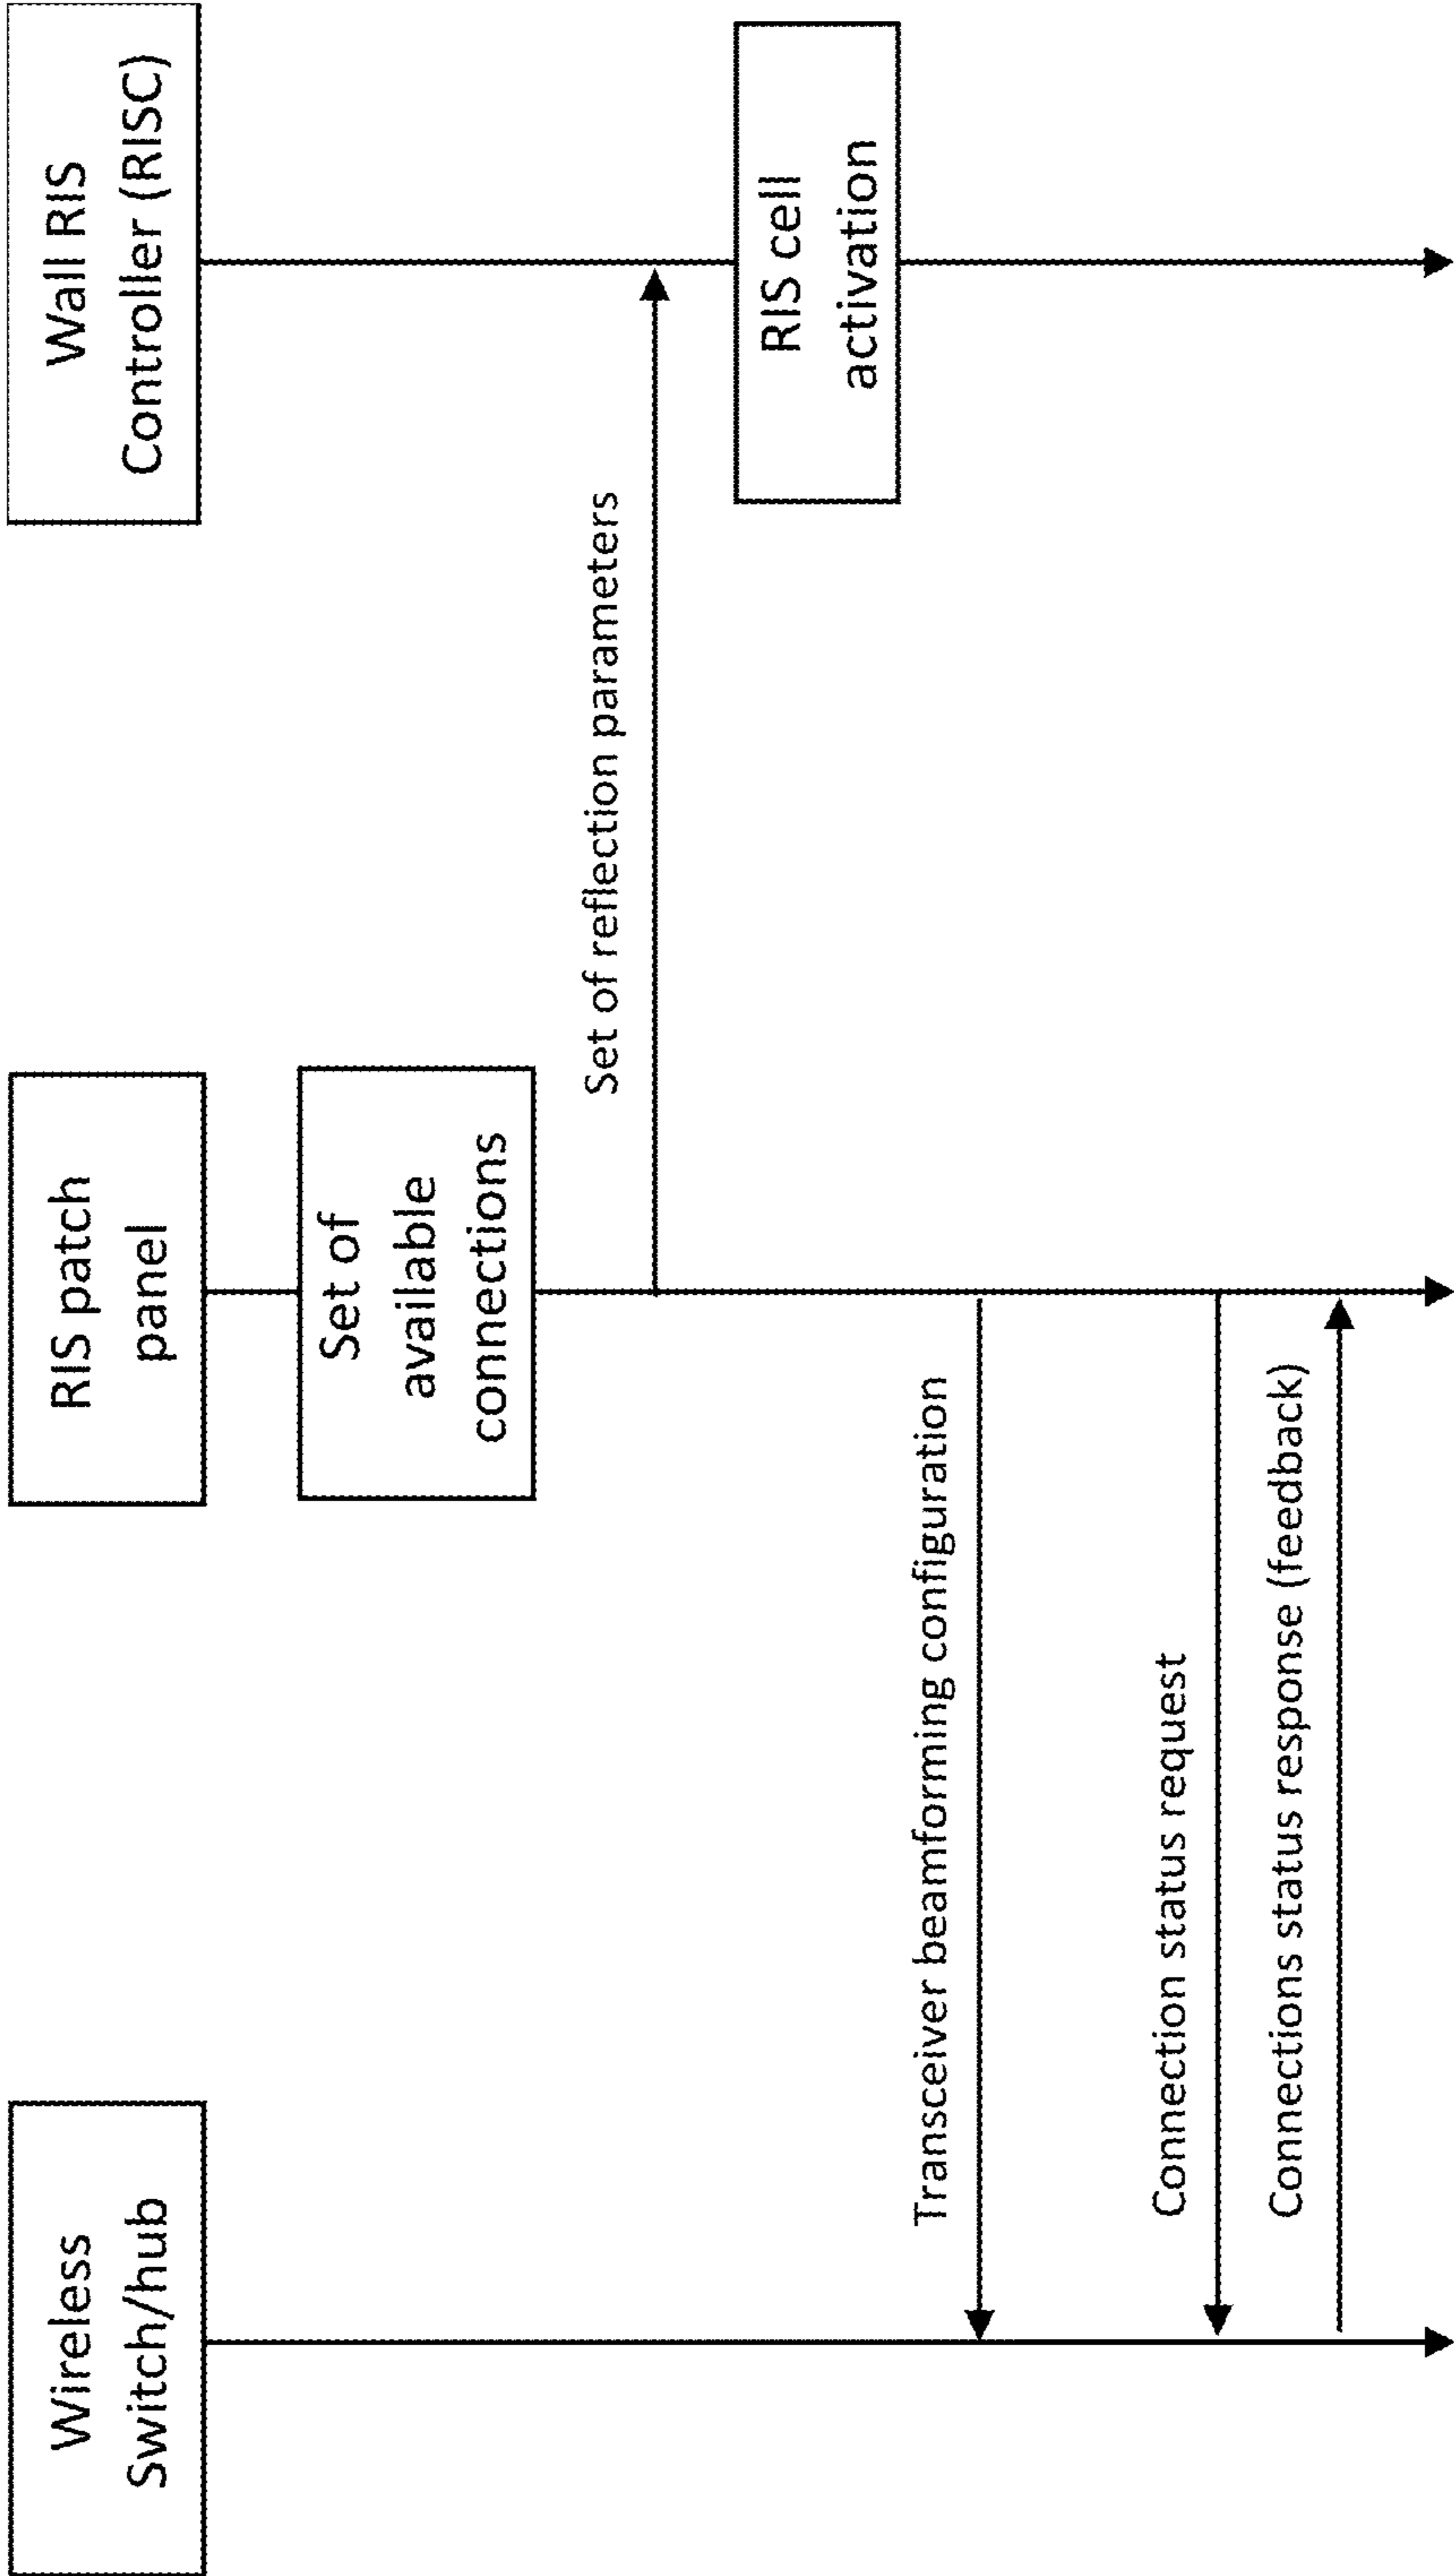 Wireless
Switch/hub
RIS patch
panel
Wall RIS
Controller (RISC)
Set of
available
connections
Set of reflection parameters
RIS cell
activation
Transceiver beamforming configuration
Connection status request
Connections status response (feedback)